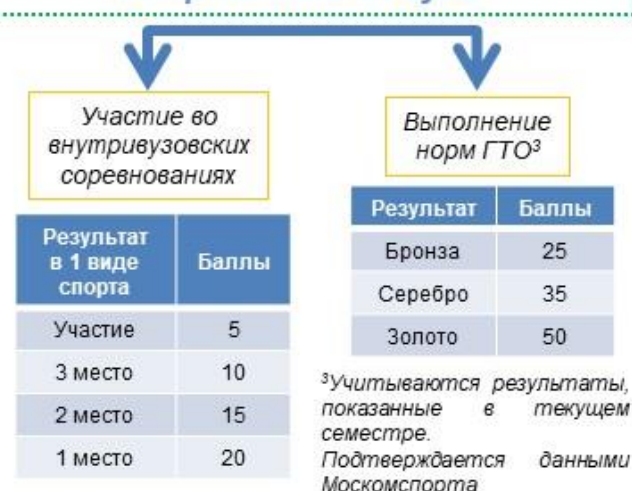 Участие во
внутривузовских
соревнованиях
Результат
в 1 виде
спорта
Баллы
Участие 5
3 место 10
2 место 15
1 место 20
Выполнение
норм ГТО³
Результат Баллы
Бронза 25
Серебро 35
Золото 50
³Учитываются результаты,
показанные в текущем
семестре.
Подтверждается данными
Москомспорта